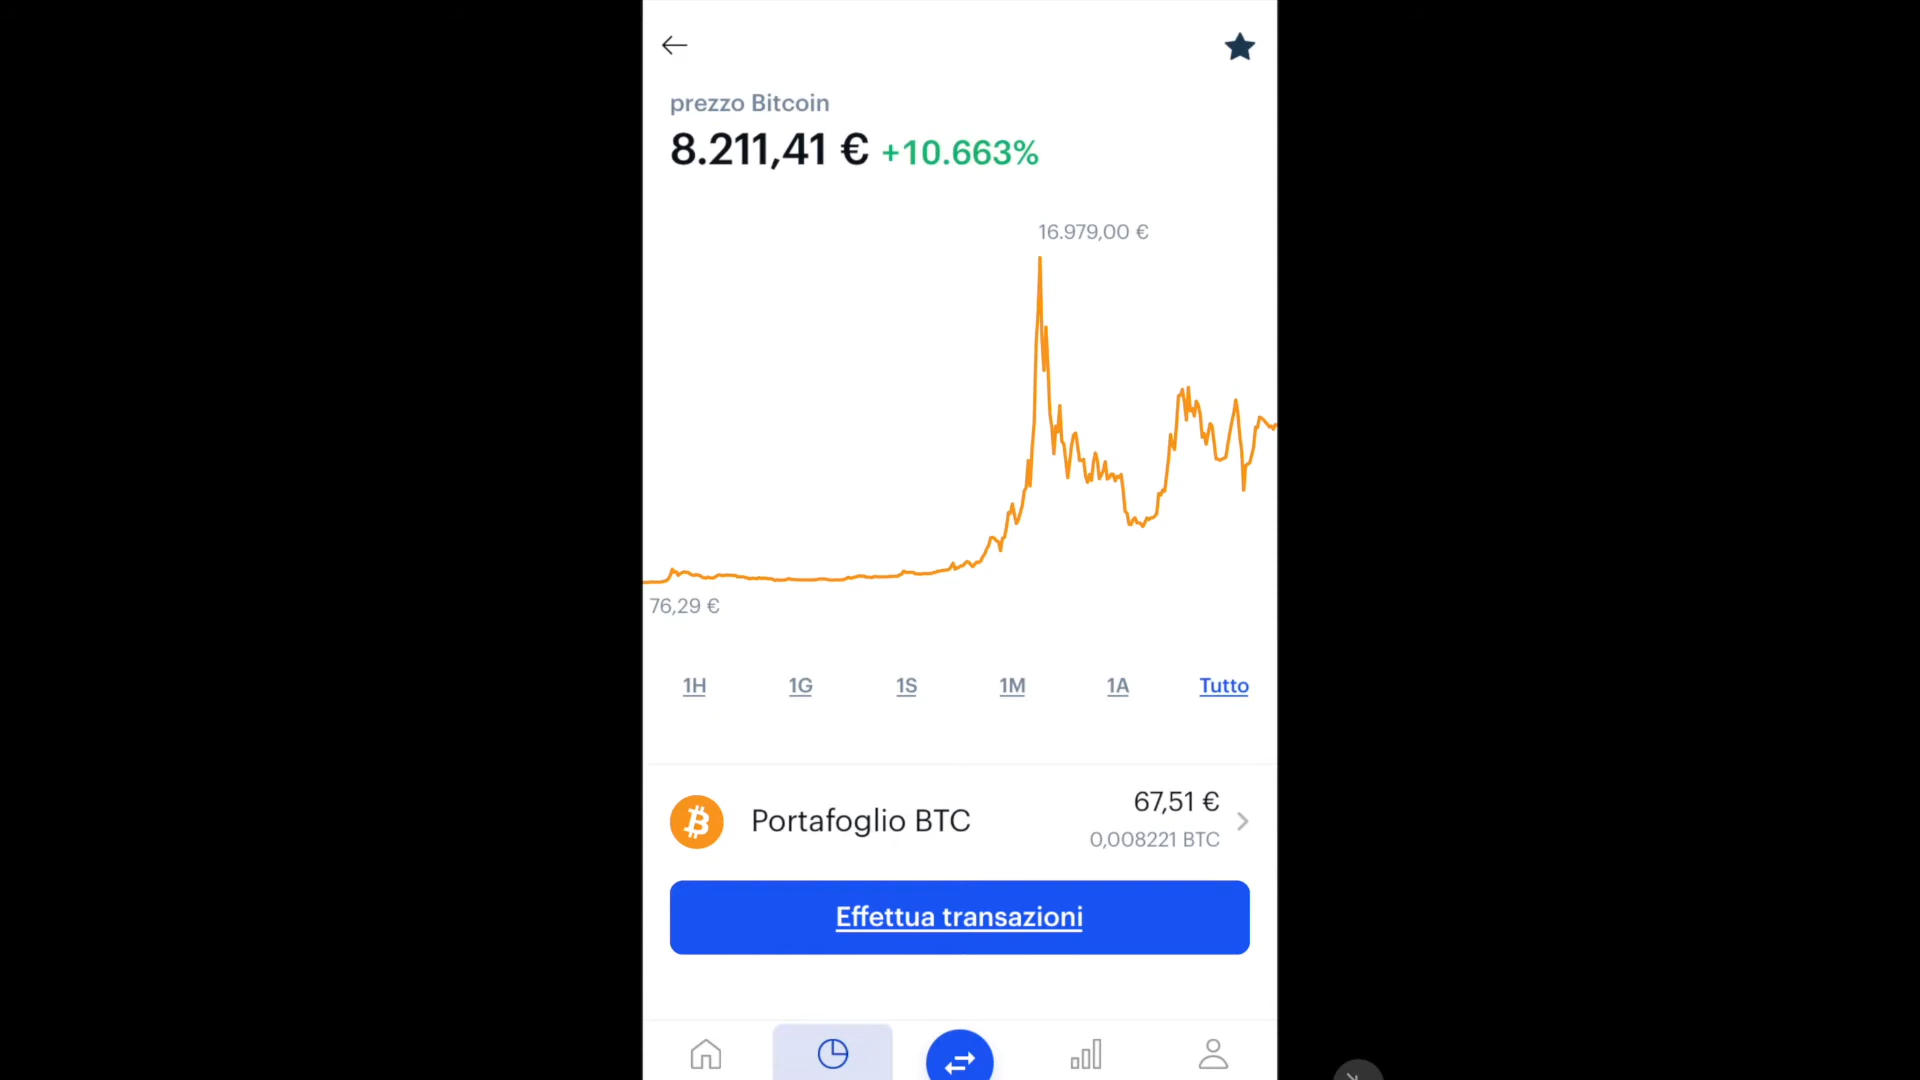 prezzo Bitcoin
8.211,41 € +10.663%
16.979,00 €
76,29 €
1H 1G 1S 1M 1A Tutto
Portafoglio BTC
67,51 €
0,008221 BTC
Effettua transazioni